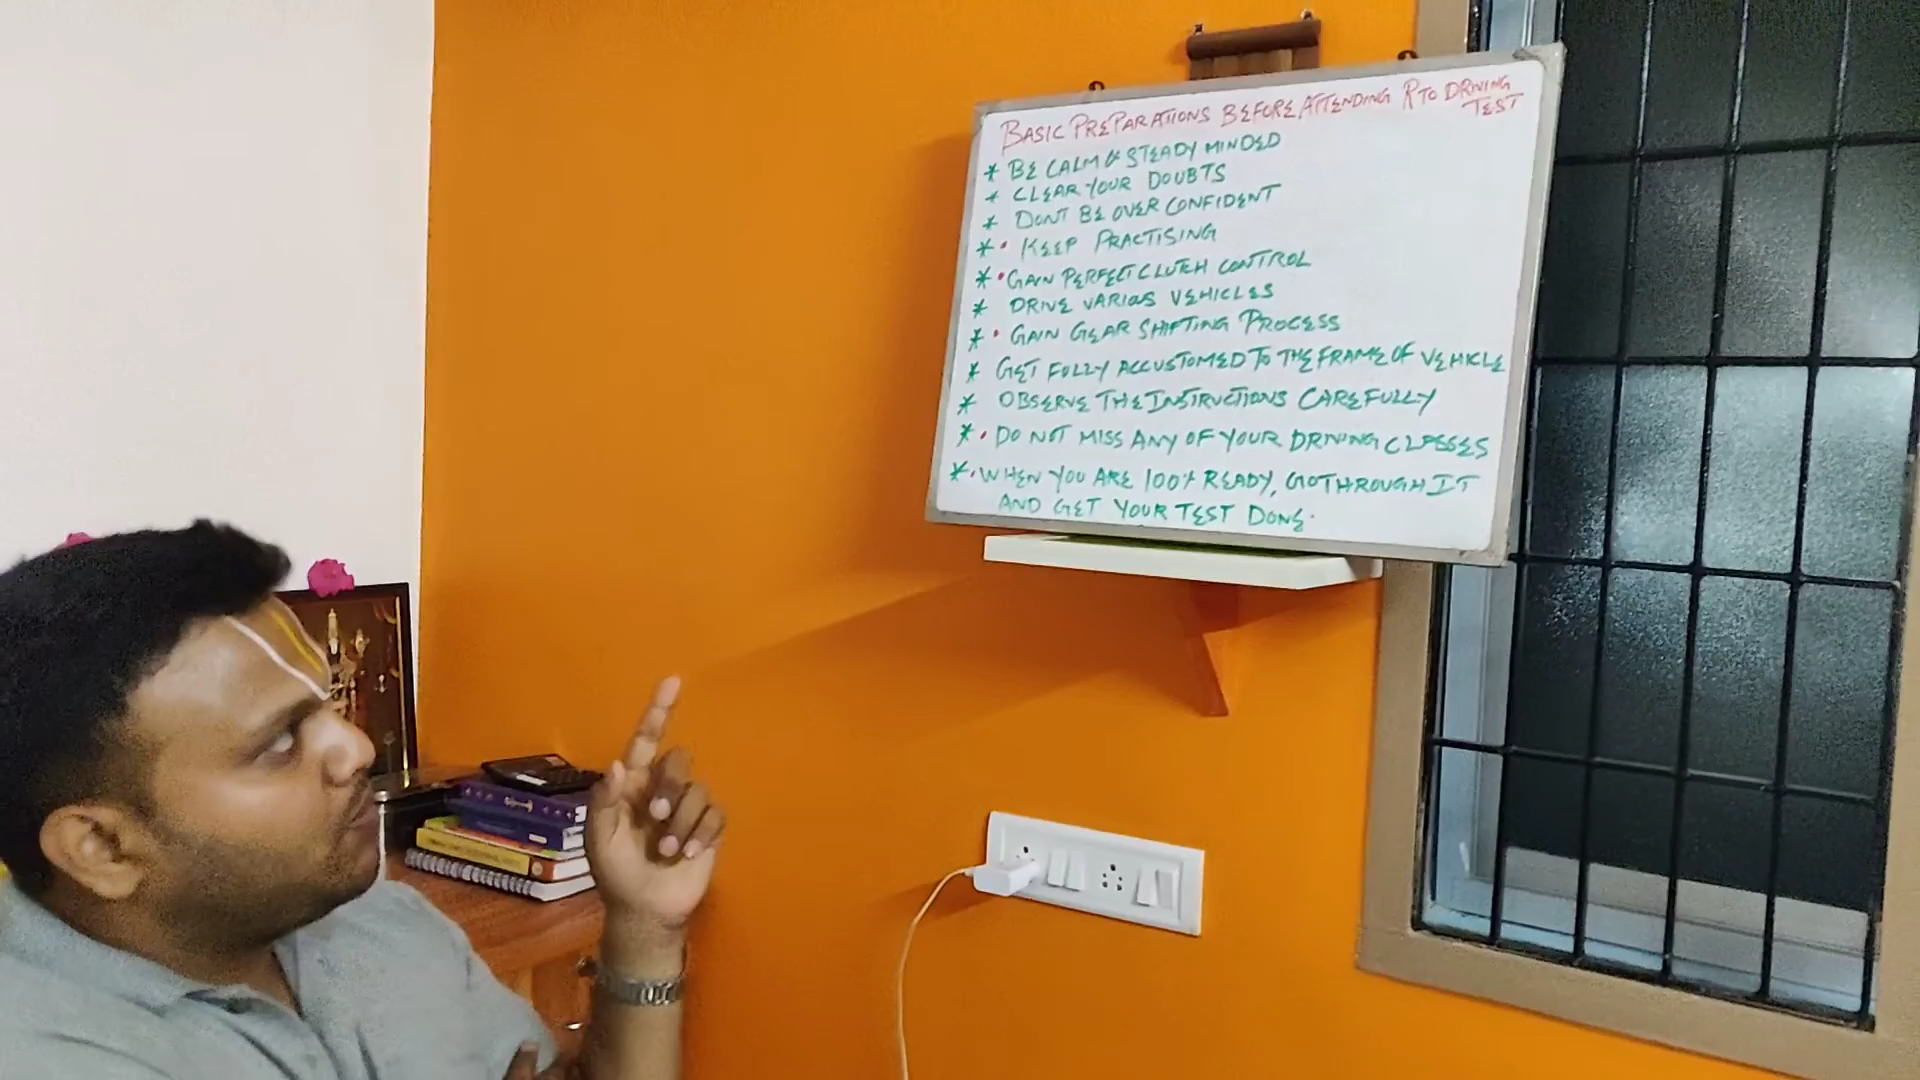 BASIC PREPARATIONS BEFORE ATTENDING RTO DRIVING
TEST
* BE CALM & STEADY MINDED
* CLEAR YOUR DOUBTS
* DONT BE OVER CONFIDENT
* • KEEP PRACTISING
* • GAIN PERFECT CLUTCH CONTROL
* DRIVE VARIOUS VEHICLES
* • GAIN GEAR SHIFTING PROCESS
* GET FULLY ACCUSTOMED TO THE FRAME OF VEHICLE
* OBSERVE THE INSTRUCTIONS CAREFULLY
* • DO NOT MISS ANY OF YOUR DRIVING CLASSES
* • WHEN YOU ARE 100% READY, GO THROUGH IT
AND GET YOUR TEST DONE.